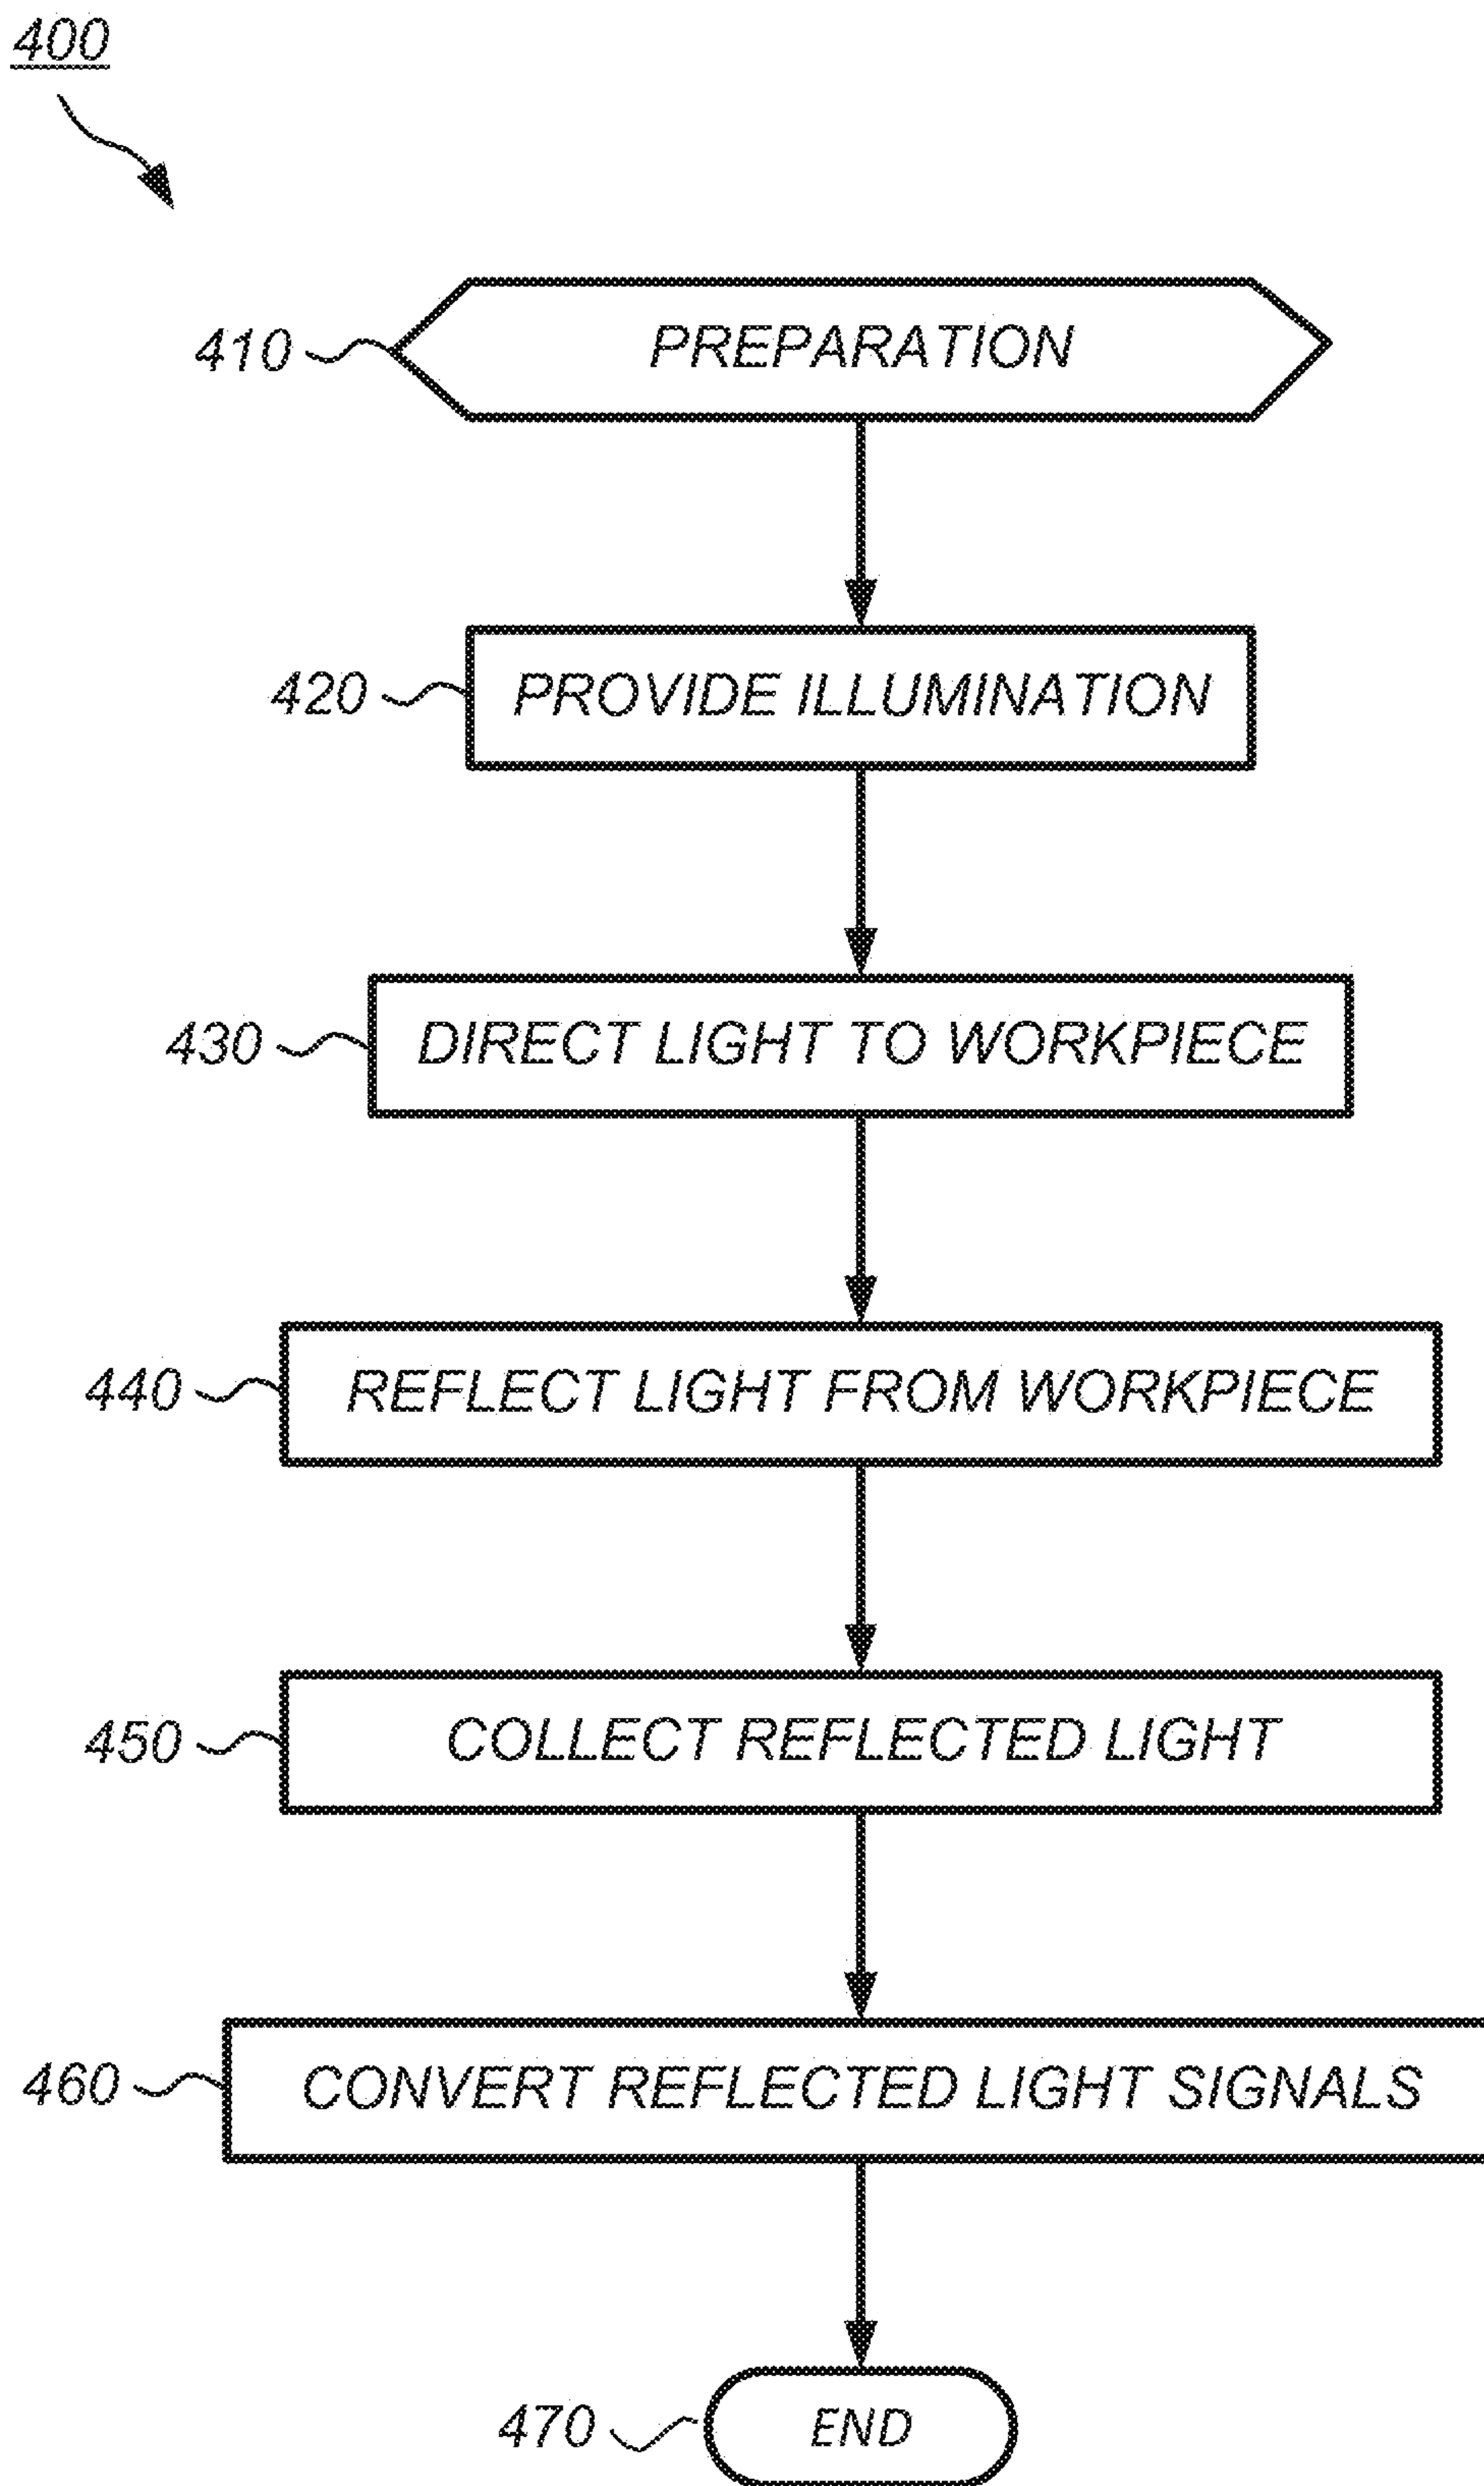 400
410 PREPARATION
420 PROVIDE ILLUMINATION
430 DIRECT LIGHT TO WORKPIECE
440 REFLECT LIGHT FROM WORKPIECE
450 COLLECT REFLECTED LIGHT
460 CONVERT REFLECTED LIGHT SIGNALS
470 END